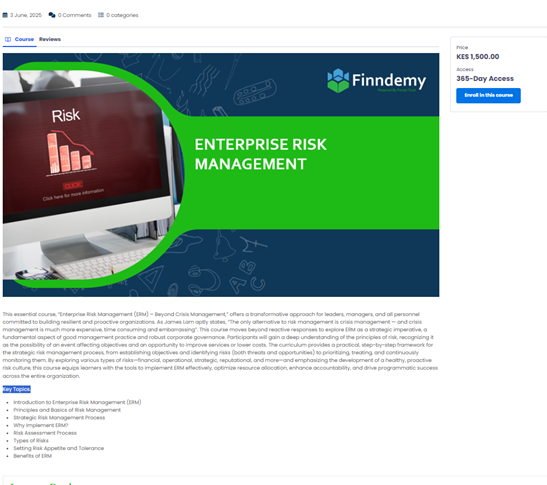 3 June, 2025 0 Comments 0 categories
Course Reviews
Finndemy
Risk
CLICK
Click here for more information
ENTERPRISE RISK
MANAGEMENT
Price
KES 1,500.00
Access
365-Day Access
Enroll in this course
This essential course, "Enterprise Risk Management (ERM) – Beyond Crisis Management," offers a transformative approach for leaders, managers, and all personnel
committed to building resilient and proactive organizations. As James Lam aptly states, "The only alternative to risk management is crisis management — and crisis
management is much more expensive, time consuming and embarrassing". This course moves beyond reactive responses to explore ERM as a strategic imperative, a
fundamental aspect of good management practice and robust corporate governance. Participants will gain a deep understanding of the principles of risk, recognizing it
as the possibility of an event affecting objectives and an opportunity to improve services or lower costs. The curriculum provides a practical, step-by-step framework for
the strategic risk management process, from establishing objectives and identifying risks (both threats and opportunities) to prioritizing, treating, and continuously
monitoring them. By exploring various types of risks—financial, operational, strategic, reputational, and more—and emphasizing the development of a healthy, proactive
risk culture, this course equips learners with the tools to implement ERM effectively, optimize resource allocation, enhance accountability, and drive programmatic success
across the entire organization.
Key Topics:
• Introduction to Enterprise Risk Management (ERM)
• Principles and Basics of Risk Management
• Strategic Risk Management Process
• Why Implement ERM?
• Risk Assessment Process
• Types of Risks
• Setting Risk Appetite and Tolerance
• Benefits of ERM